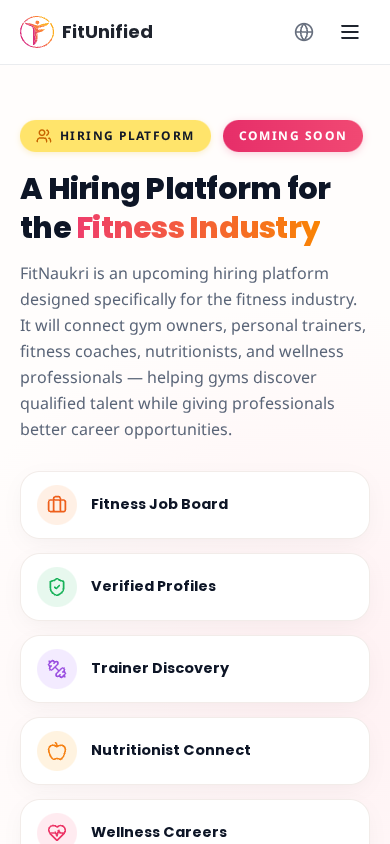 FitUnified
HIRING PLATFORM
COMING SOON
A Hiring Platform for
the Fitness Industry
FitNaukri is an upcoming hiring platform
designed specifically for the fitness industry.
It will connect gym owners, personal trainers,
fitness coaches, nutritionists, and wellness
professionals — helping gyms discover
qualified talent while giving professionals
better career opportunities.
Fitness Job Board
Verified Profiles
Trainer Discovery
Nutritionist Connect
Wellness Careers